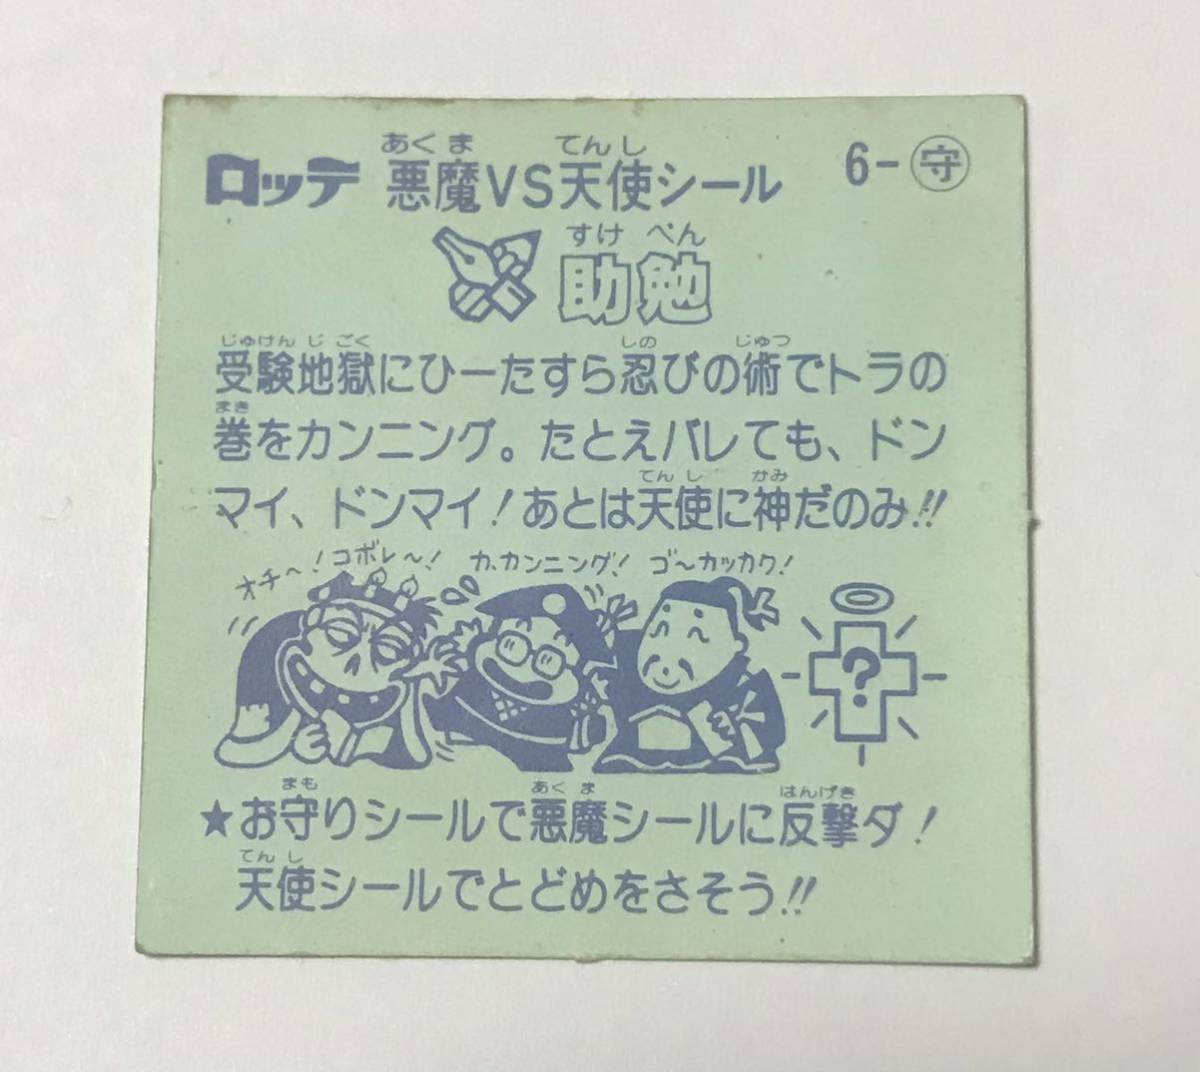 ロッテ 悪魔VS天使シール 6-守
あくま てんし
助勉
すけ べん
受験地獄にひーたすら忍びの術でトラの
じゅけん じ ごく しの じゅつ
巻をカンニング。たとえバレても、ドン
まき
マイ、ドンマイ!あとは天使に神だのみ!!
てん し かみ
オチ〜!コボレ〜! カ、カンニング! ゴ〜カッカク!
?
★お守りシールで悪魔シールに反撃ダ!
まも あく ま はんげき
天使シールでとどめをさそう!!
てん し